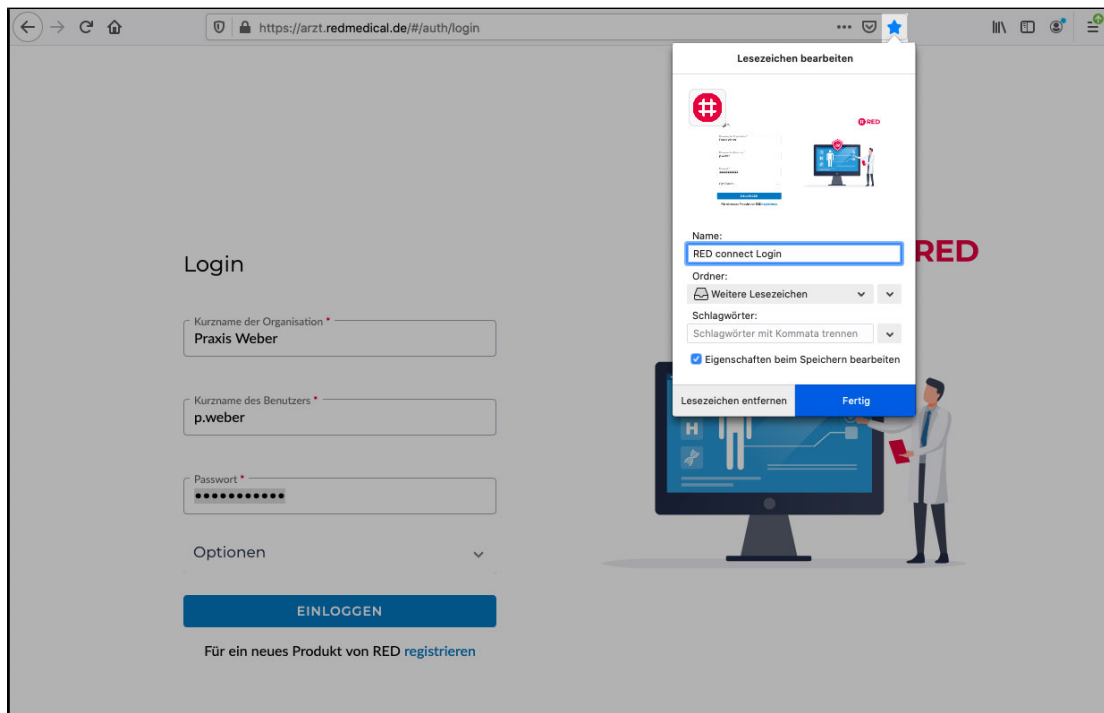 https://arzt.redmedical.de/#/auth/login
Lesezeichen bearbeiten
RED
Name:
RED connect Login
Ordner:
Weitere Lesezeichen
Schlagwörter:
Schlagwörter mit Kommata trennen
Eigenschaften beim Speichern bearbeiten
Lesezeichen entfernen
Fertig
RED
Login
Kurzname der Organisation *
Praxis Weber
Kurzname des Benutzers *
p.weber
Passwort *
•••••••••••
Optionen
EINLOGGEN
Für ein neues Produkt von RED registrieren
H